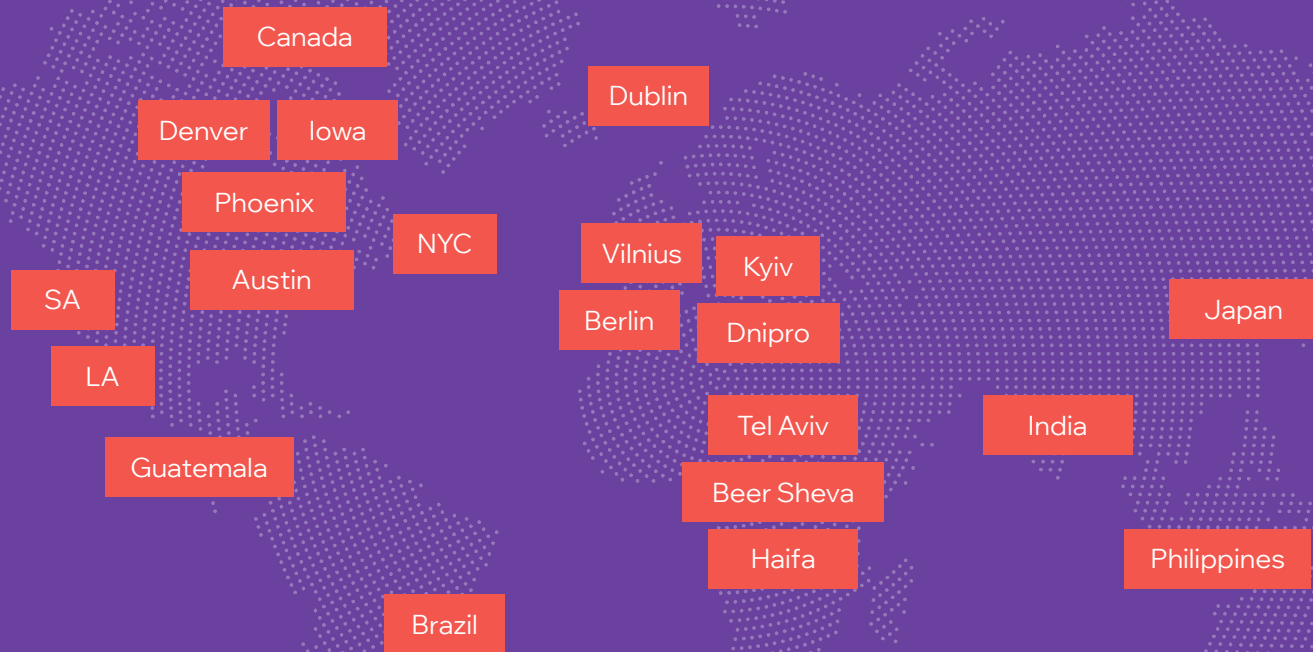 Canada
Dublin
Denver
Iowa
Phoenix
NYC
Vilnius
Kyiv
Austin
SA
Japan
Berlin
Dnipro
LA
Tel Aviv
India
Guatemala
Beer Sheva
Haifa
Philippines
Brazil